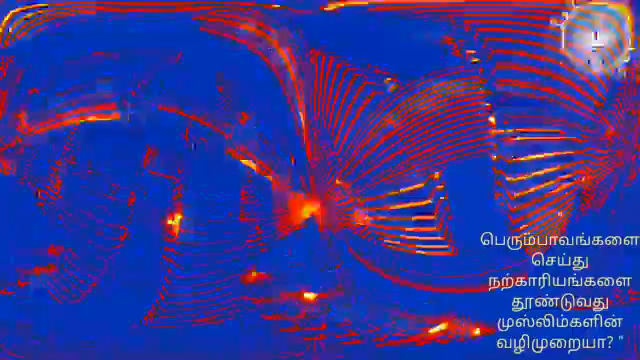 "
பெரும்பாவங்களை
செய்து
நற்காரியங்களை
தூண்டுவது
முஸ்லிம்களின்
வழிமுறையா? "